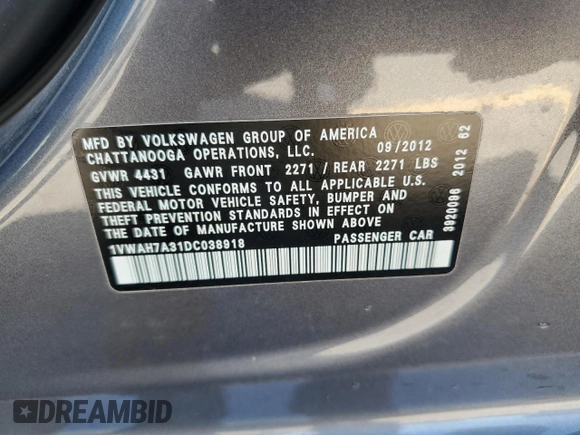 MFD BY VOLKSWAGEN GROUP OF AMERICA
CHATTANOOGA OPERATIONS, LLC. 09/2012
GVWR 4431 GAWR FRONT 2271 / REAR 2271 LBS
THIS VEHICLE CONFORMS TO ALL APPLICABLE U.S.
FEDERAL MOTOR VEHICLE SAFETY, BUMPER AND
THEFT PREVENTION STANDARDS IN EFFECT ON
THE DATE OF MANUFACTURE SHOWN ABOVE
1VWAH7A31DC038918 PASSENGER CAR
3920096 2012 62
DREAMBID